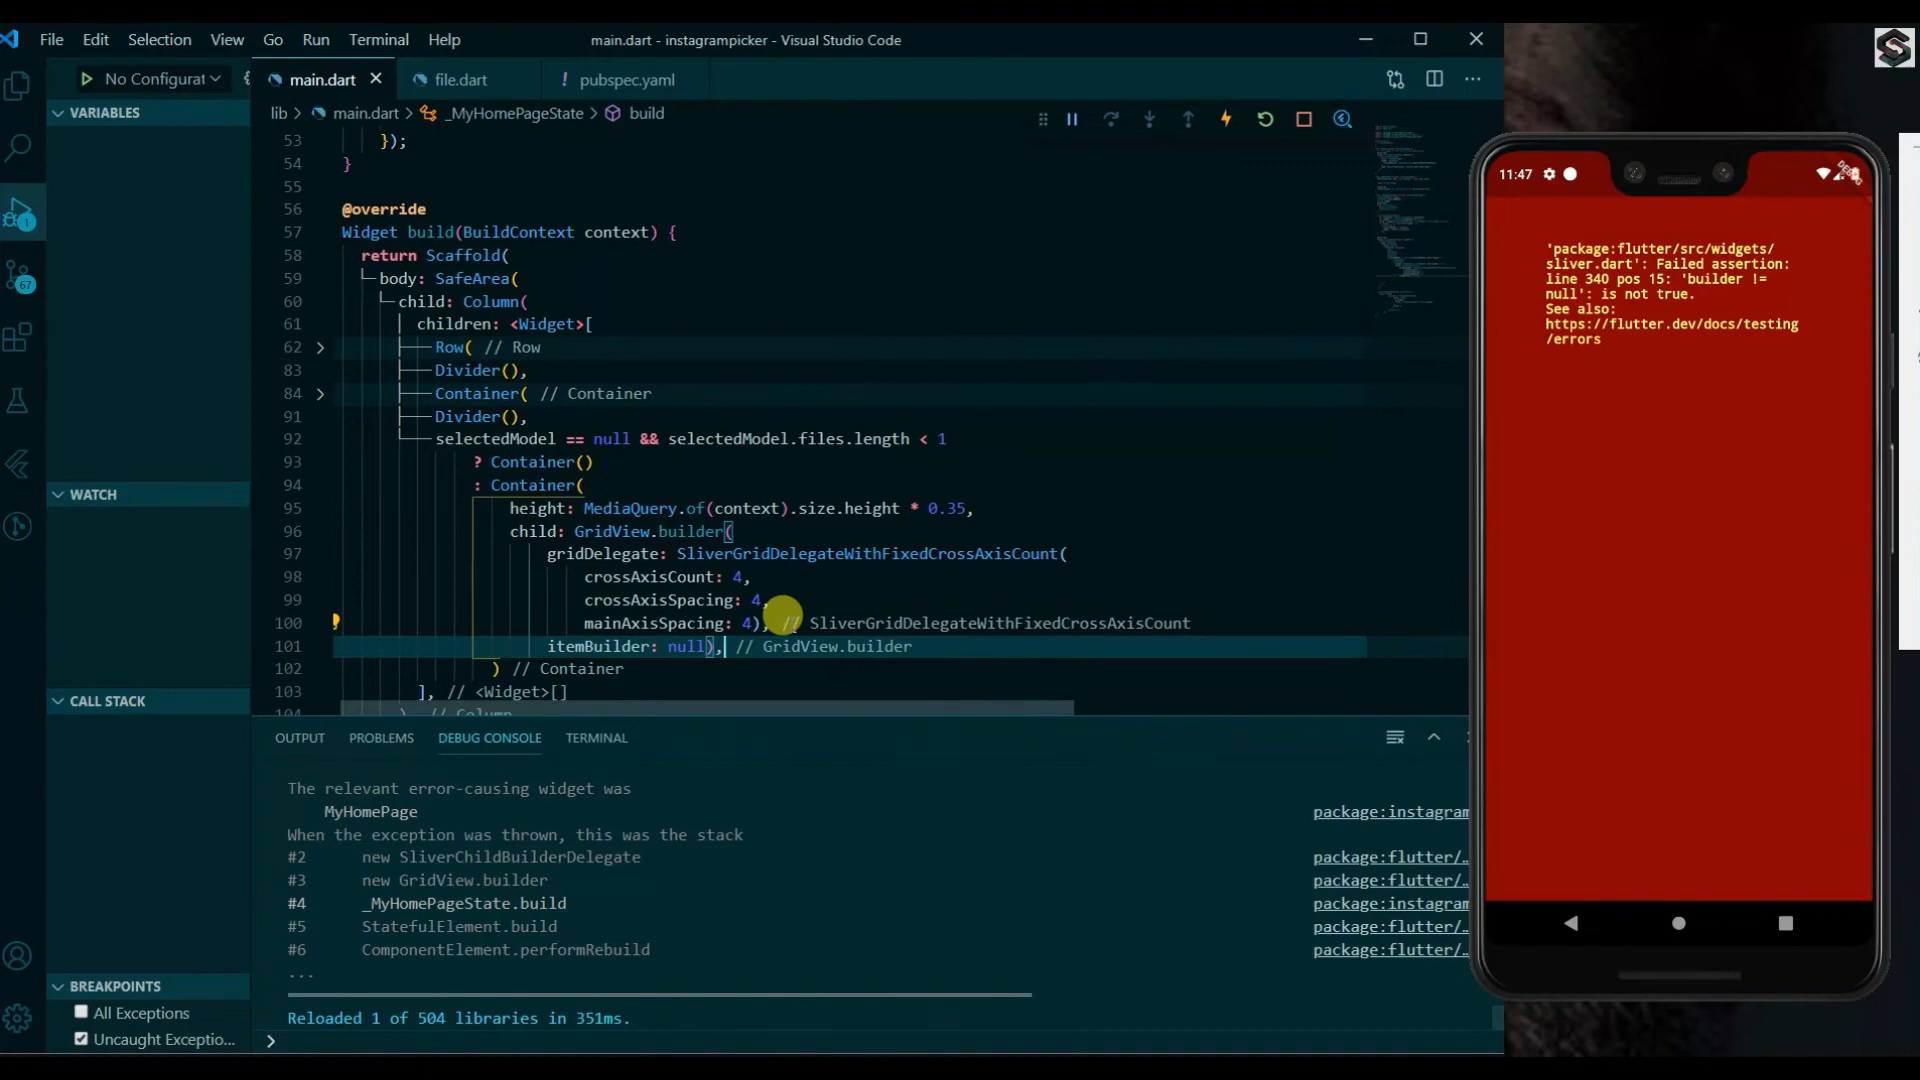 File Edit Selection View Go Run Terminal Help
main.dart - instagrampicker - Visual Studio Code
No Configurat
main.dart
file.dart
! pubspec.yaml
VARIABLES
lib > main.dart > _MyHomePageState > build
53 });
54 }
55
56 @override
57 Widget build(BuildContext context) {
58 return Scaffold(
59 body: SafeArea(
60 child: Column(
61 children: <Widget>[
62 Row( // Row
83 Divider(),
84 Container( // Container
91 Divider(),
92 selectedModel == null && selectedModel.files.length < 1
93 ? Container()
94 : Container(
95 height: MediaQuery.of(context).size.height * 0.35,
96 child: GridView.builder(
97 gridDelegate: SliverGridDelegateWithFixedCrossAxisCount(
98 crossAxisCount: 4,
99 crossAxisSpacing: 4,
100 mainAxisSpacing: 4), // SliverGridDelegateWithFixedCrossAxisCount
101 itemBuilder: null), // GridView.builder
102 ) // Container
103 ], // <Widget>[]
104 ) // Column
WATCH
CALL STACK
BREAKPOINTS
All Exceptions
Uncaught Exceptio...
1
67
OUTPUT PROBLEMS DEBUG CONSOLE TERMINAL
The relevant error-causing widget was
MyHomePage package:instagram
When the exception was thrown, this was the stack
#2 new SliverChildBuilderDelegate package:flutter/…
#3 new GridView.builder package:flutter/…
#4 _MyHomePageState.build package:instagram
#5 StatefulElement.build package:flutter/…
#6 ComponentElement.performRebuild package:flutter/…
...
Reloaded 1 of 504 libraries in 351ms.
>
11:47
DEBUG
'package:flutter/src/widgets/
sliver.dart': Failed assertion:
line 340 pos 15: 'builder !=
null': is not true.
See also:
https://flutter.dev/docs/testing
/errors